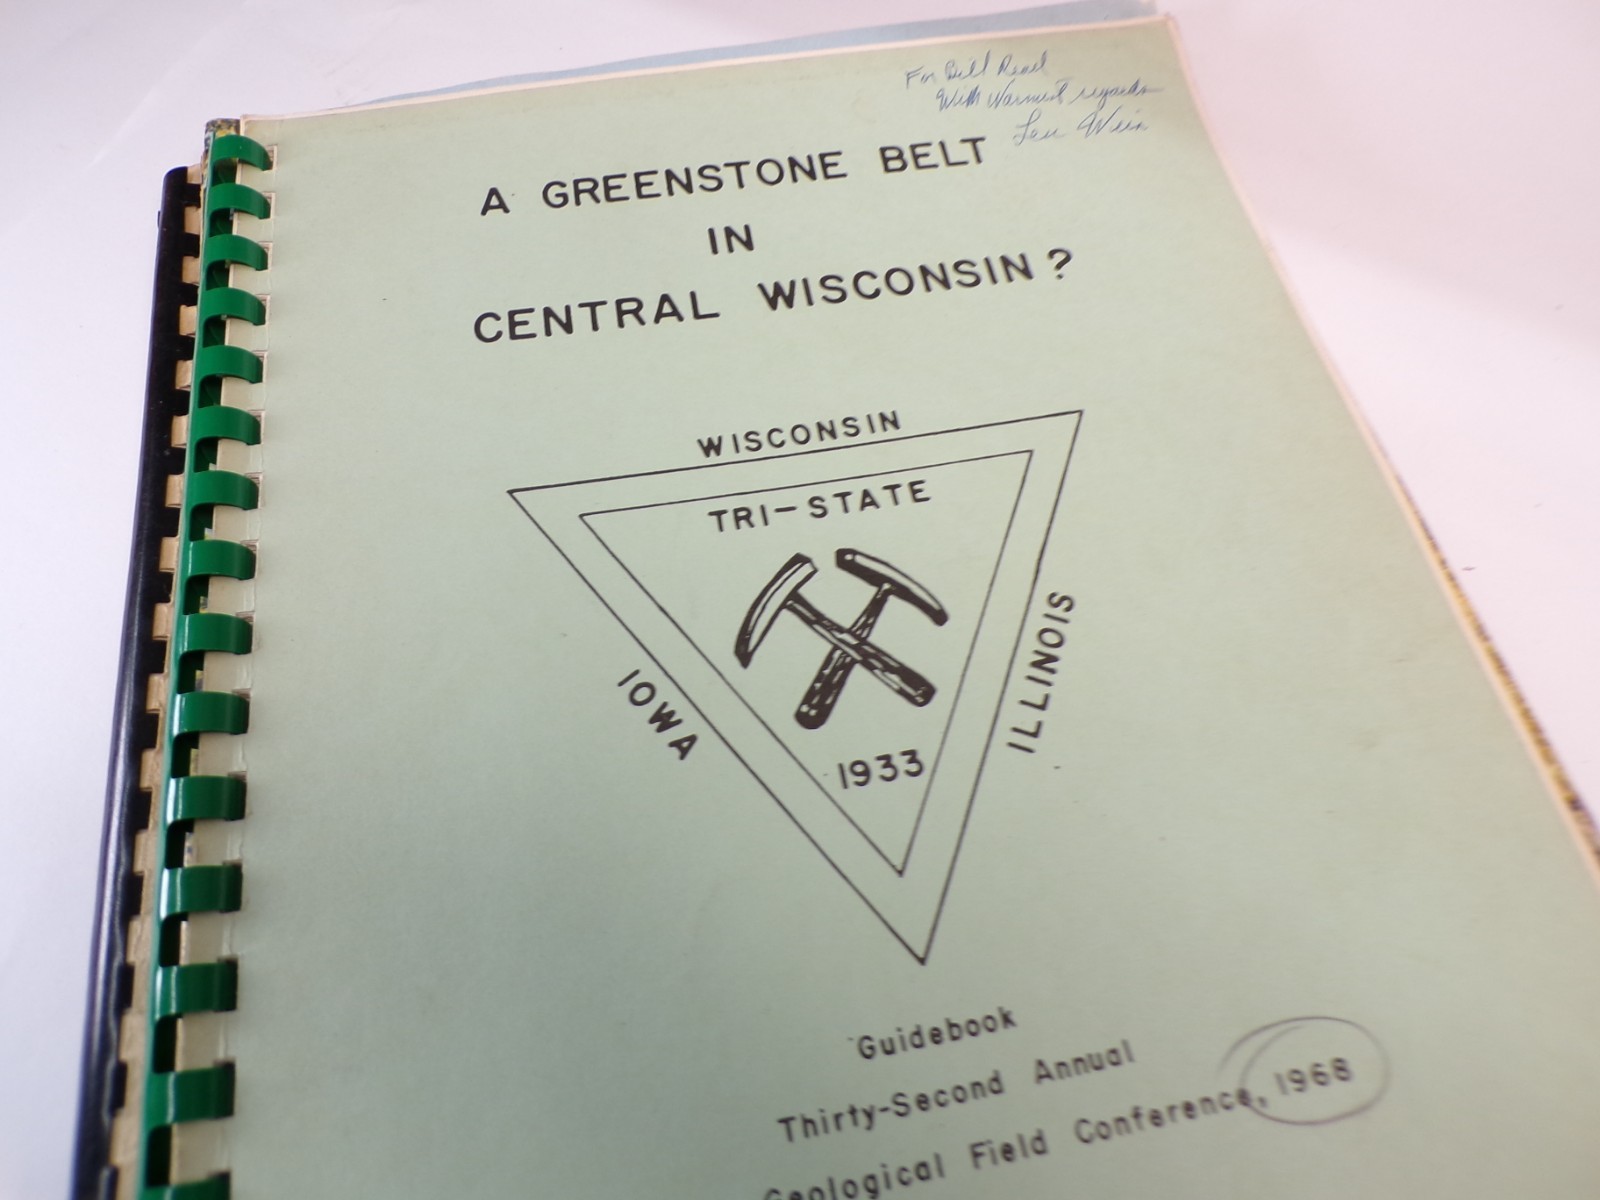 For Bill Read
With Warmest regards
Len Weis
A GREENSTONE BELT
IN
CENTRAL WISCONSIN?
WISCONSIN
TRI-STATE
IOWA
ILLINOIS
1933
Guidebook
Thirty-Second Annual
Geological Field Conference, 1968